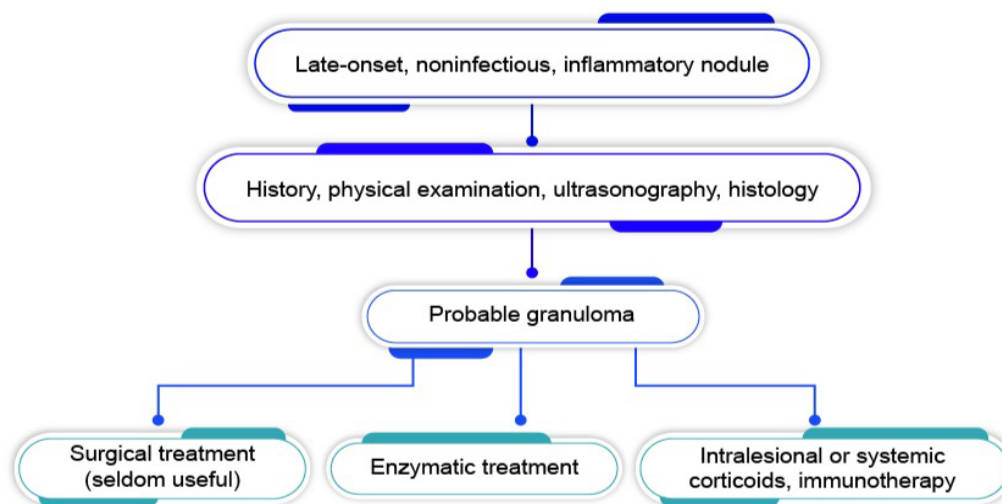 Late-onset, noninfectious, inflammatory nodule
History, physical examination, ultrasonography, histology
Probable granuloma
Surgical treatment
(seldom useful)
Enzymatic treatment
Intralesional or systemic
corticoids, immunotherapy